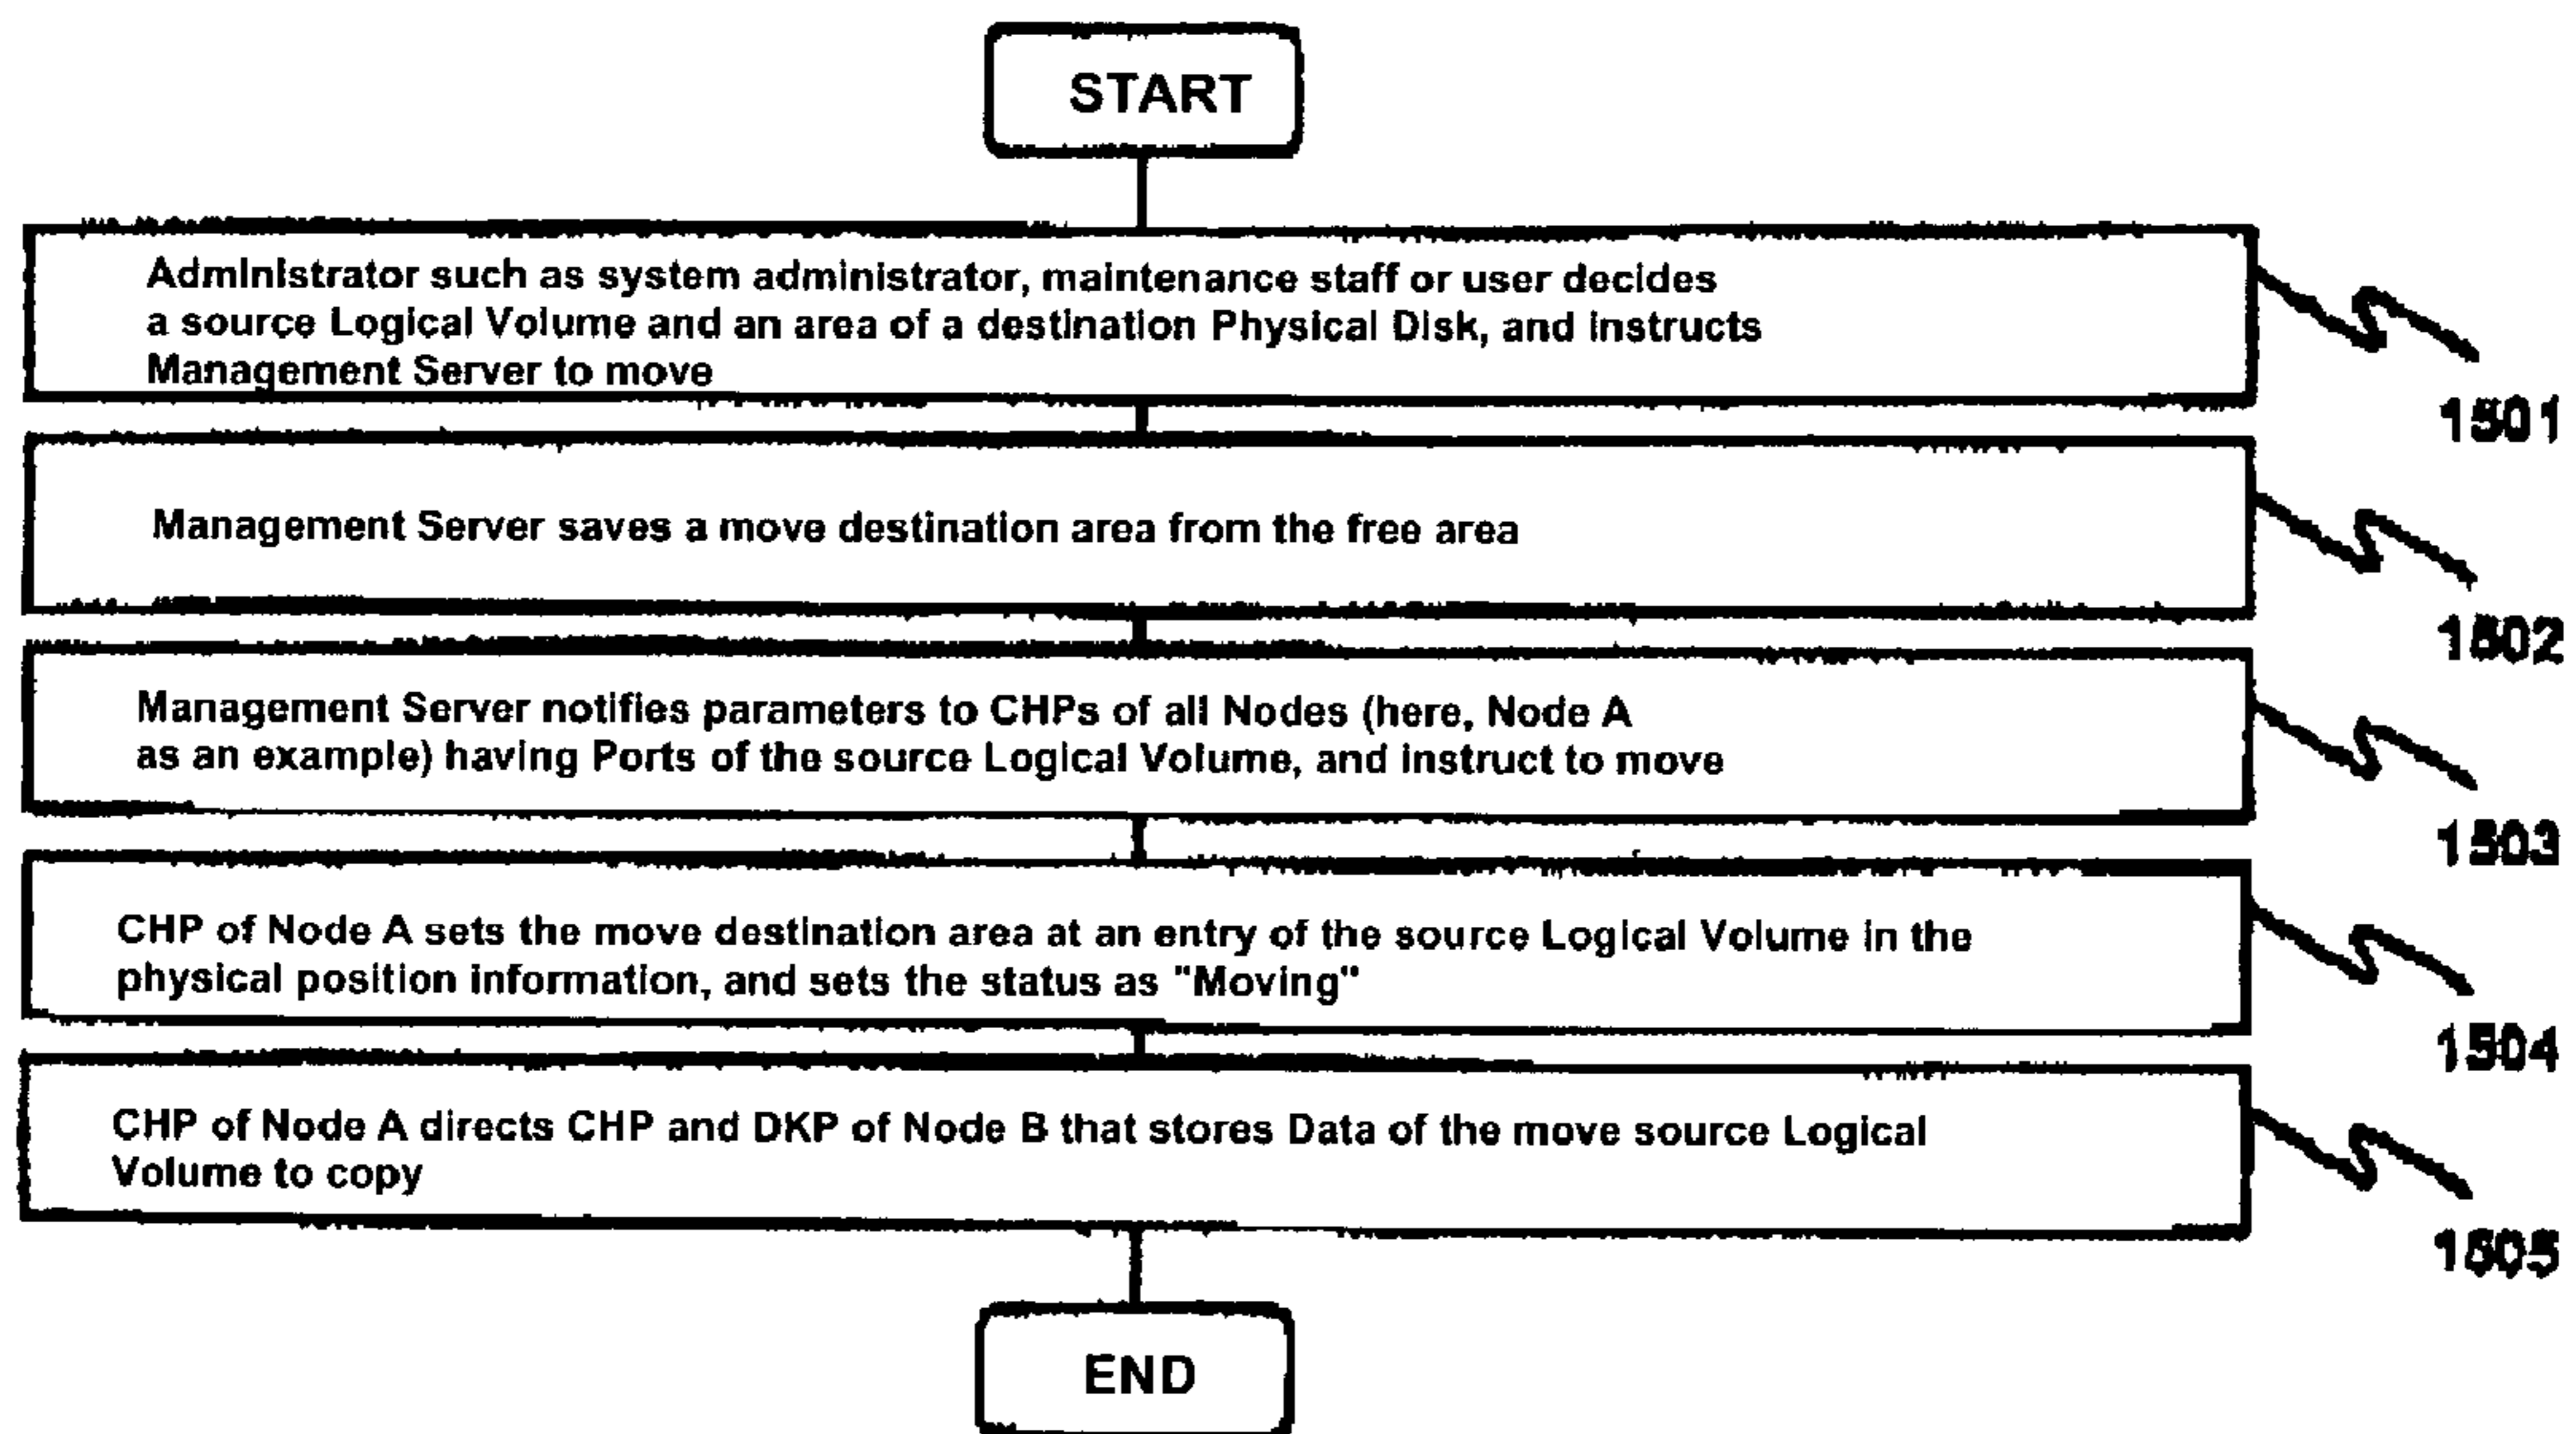 START
Administrator such as system administrator, maintenance staff or user decides
a source Logical Volume and an area of a destination Physical Disk, and instructs
Management Server to move
1501
Management Server saves a move destination area from the free area
1502
Management Server notifies parameters to CHPs of all Nodes (here, Node A
as an example) having Ports of the source Logical Volume, and instruct to move
1503
CHP of Node A sets the move destination area at an entry of the source Logical Volume in the
physical position information, and sets the status as "Moving"
1504
CHP of Node A directs CHP and DKP of Node B that stores Data of the move source Logical
Volume to copy
1505
END